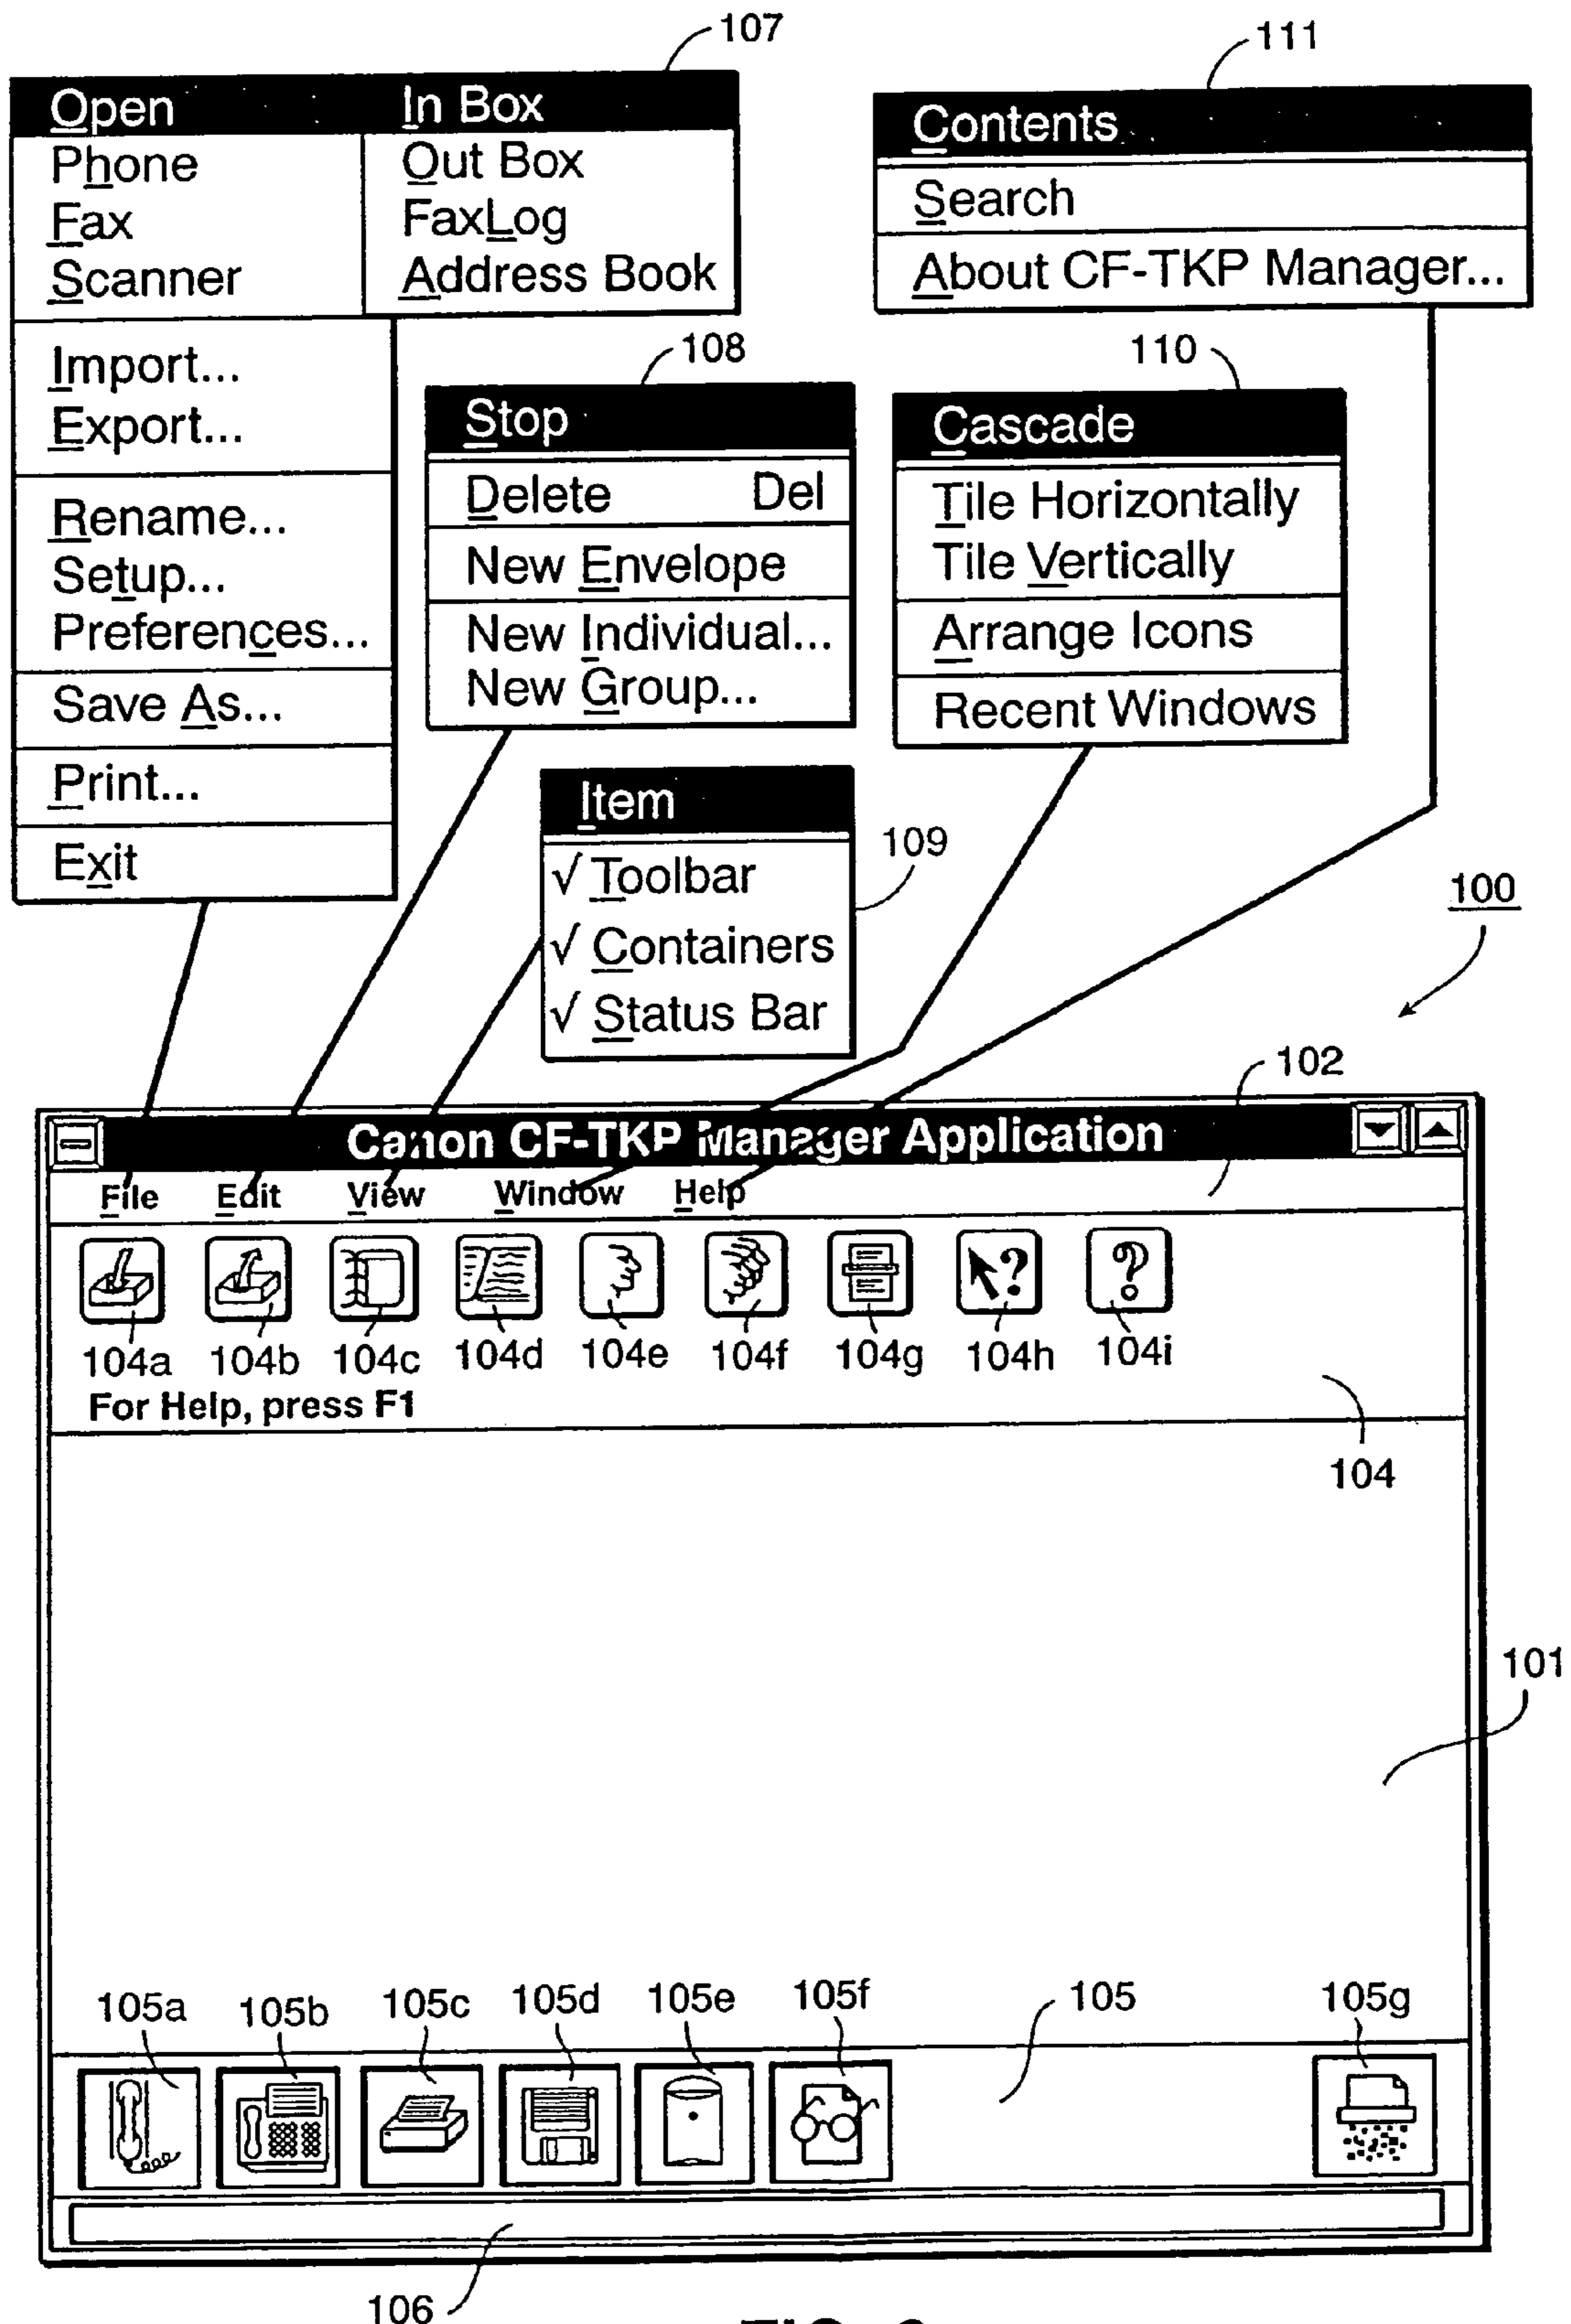 107
111
Open In Box
Phone Out Box
Fax FaxLog
Scanner Address Book
Import...
Export...
Rename...
Setup...
Preferences...
Save As...
Print...
Exit
Contents
Search
About CF-TKP Manager...
108
Stop
Delete Del
New Envelope
New Individual...
New Group...
110
Cascade
Tile Horizontally
Tile Vertically
Arrange Icons
Recent Windows
Item
√ Toolbar
√ Containers
√ Status Bar
109
100
102
Canon CF-TKP Manager Application
File Edit View Window Help
? ?
104a 104b 104c 104d 104e 104f 104g 104h 104i
For Help, press F1
104
101
105a 105b 105c 105d 105e 105f 105 105g
106